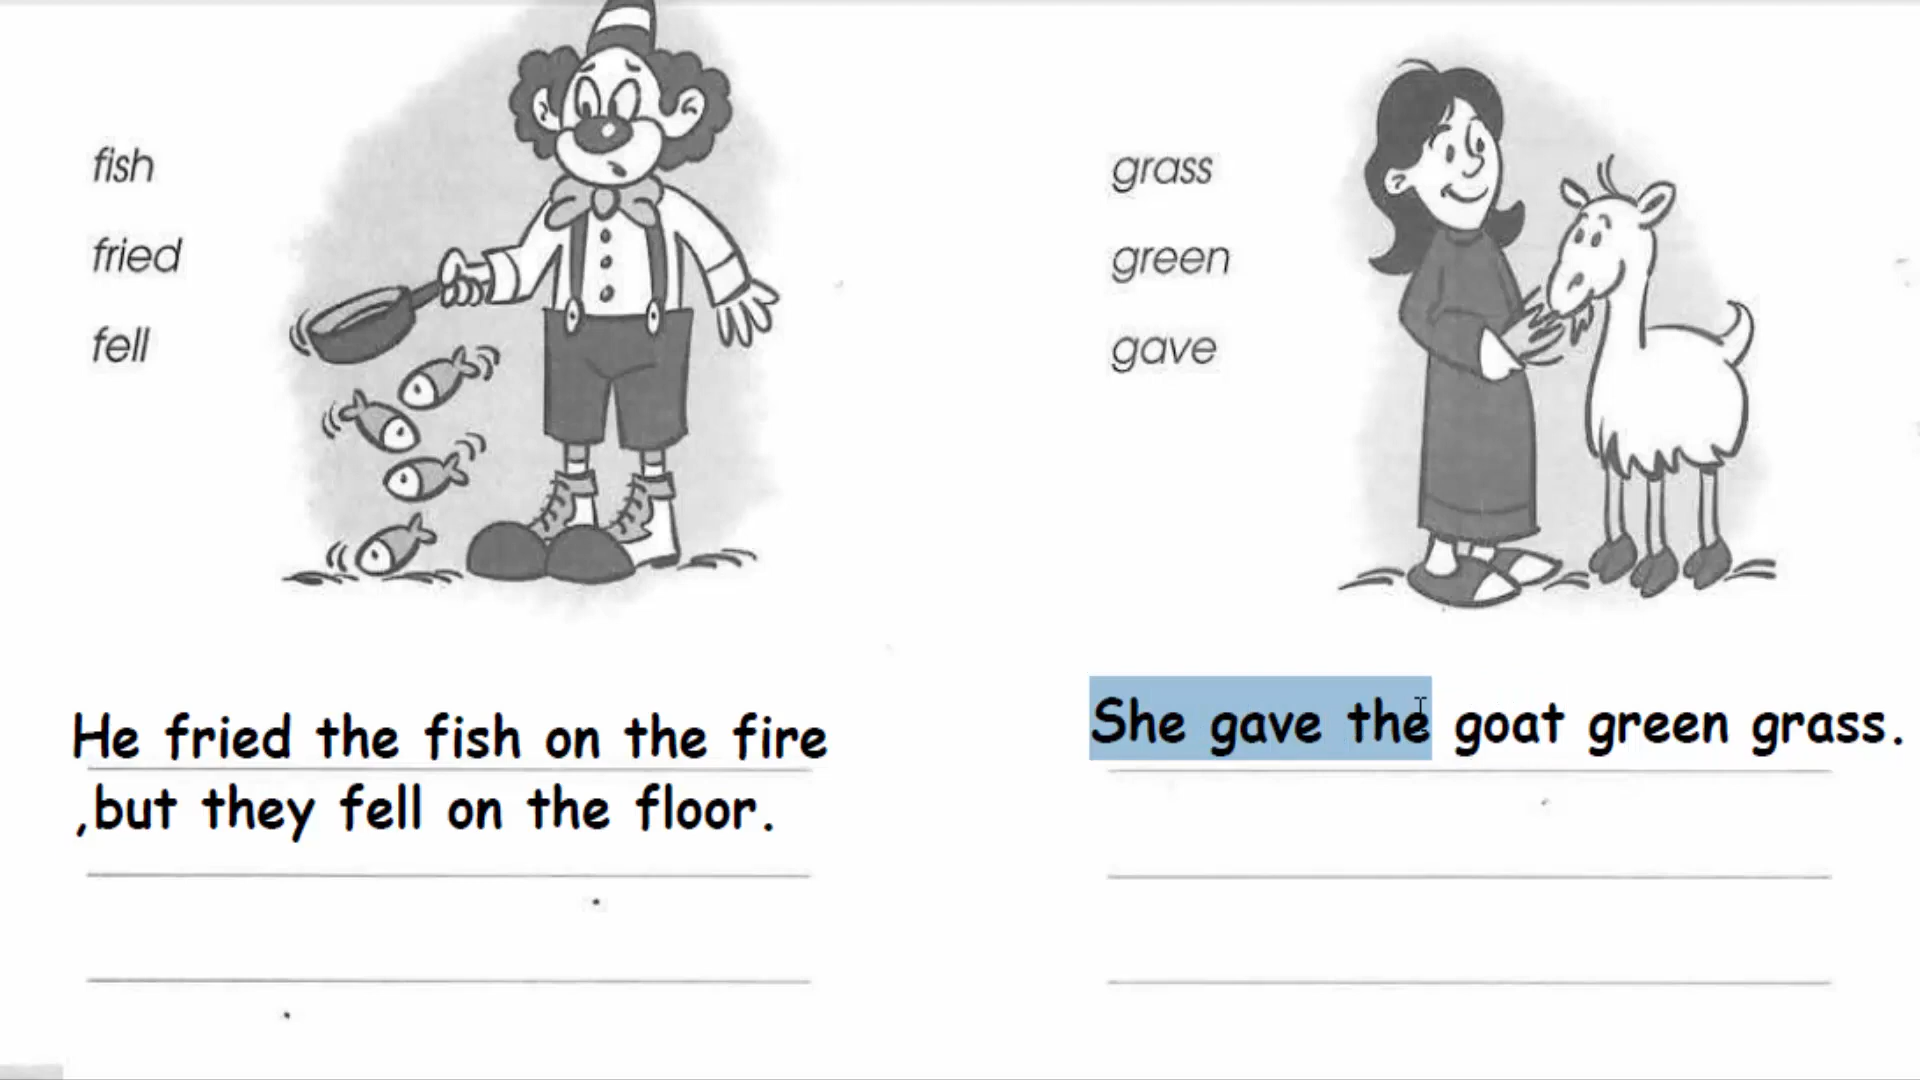 fish
fried
fell
He fried the fish on the fire
,but they fell on the floor.
grass
green
gave
She gave the goat green grass.